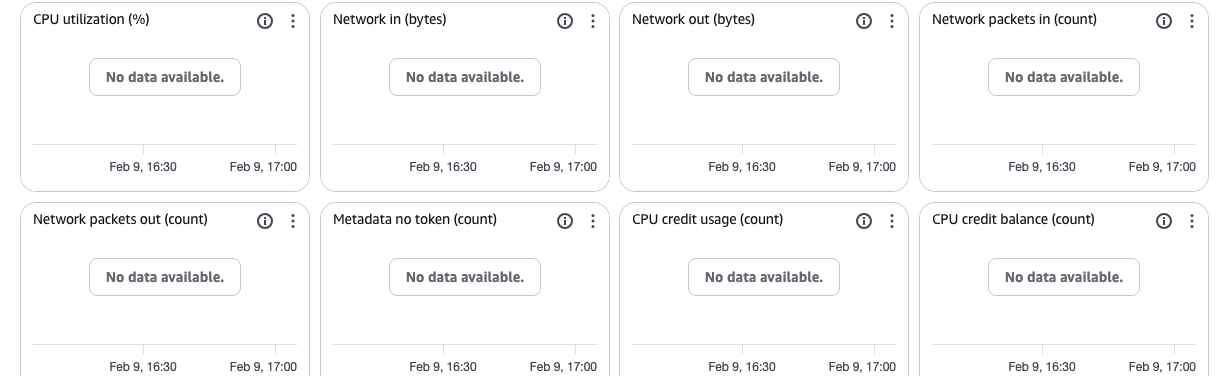 CPU utilization (%)
No data available.
Feb 9, 16:30
Feb 9, 17:00
Network in (bytes)
No data available.
Feb 9, 16:30
Feb 9, 17:00
Network out (bytes)
No data available.
Feb 9, 16:30
Feb 9, 17:00
Network packets in (count)
No data available.
Feb 9, 16:30
Feb 9, 17:00
Network packets out (count)
No data available.
Feb 9, 16:30
Feb 9, 17:00
Metadata no token (count)
No data available.
Feb 9, 16:30
Feb 9, 17:00
CPU credit usage (count)
No data available.
Feb 9, 16:30
Feb 9, 17:00
CPU credit balance (count)
No data available.
Feb 9, 16:30
Feb 9, 17:00